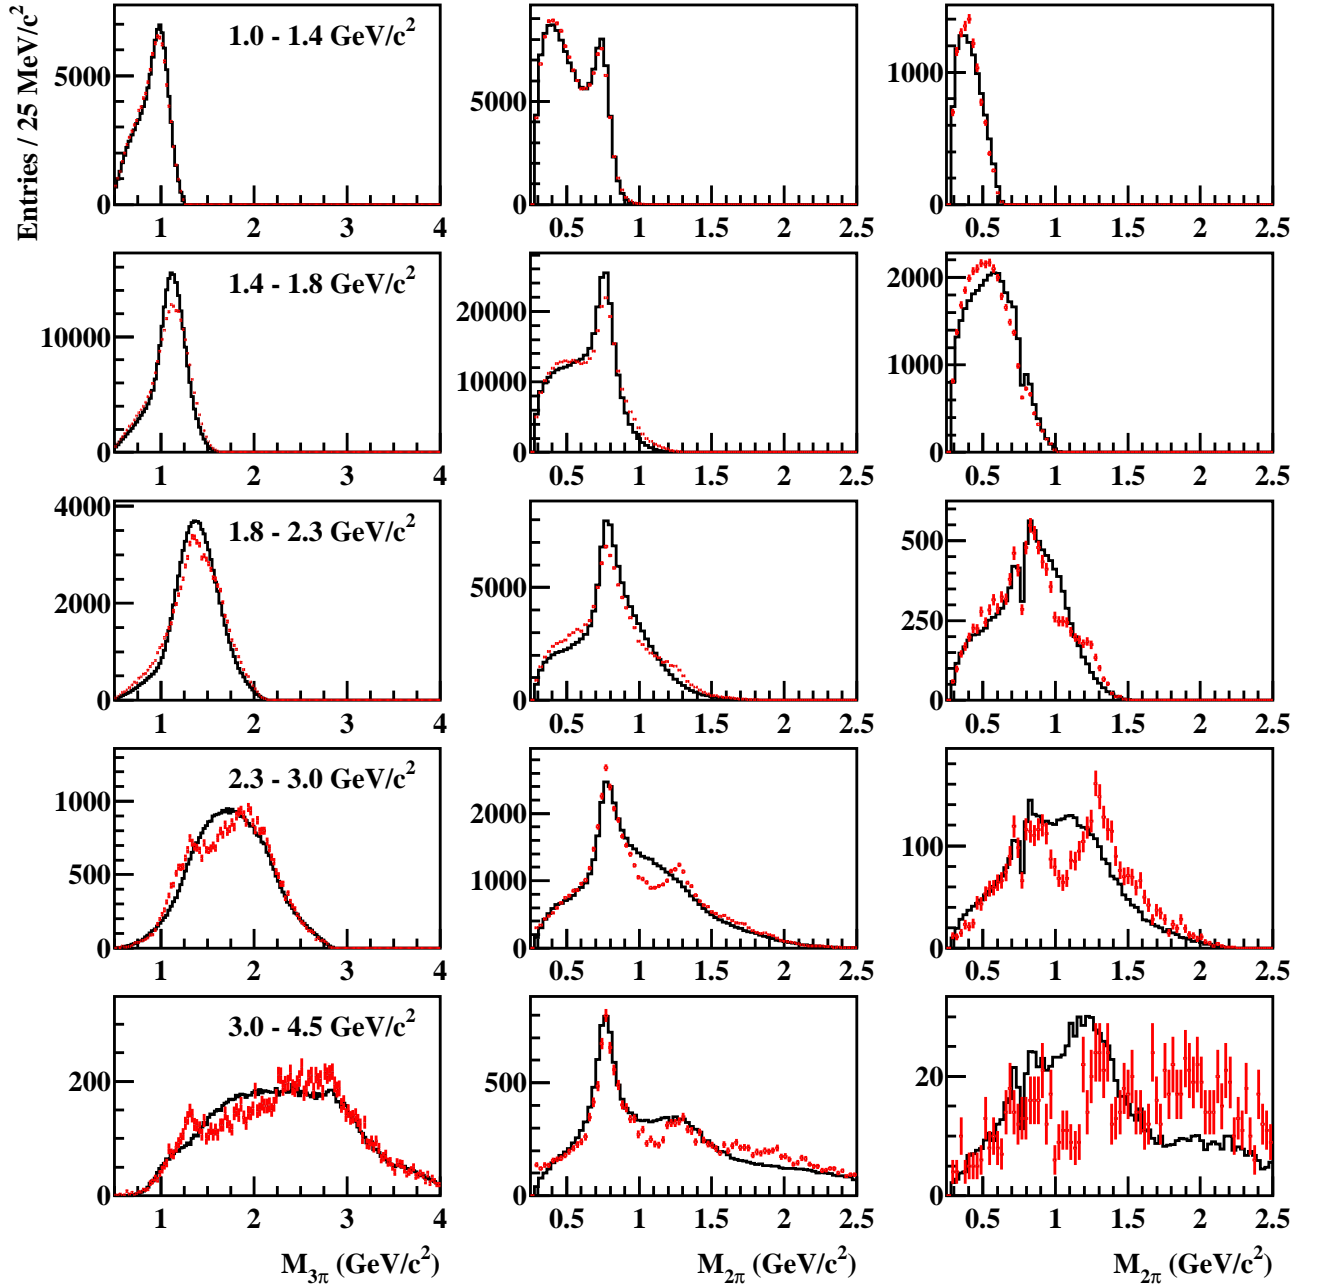 Entries / 25 MeV/c²
1.0 - 1.4 GeV/c²
5000
0
1 2 3 4
5000
0
0.5 1 1.5 2 2.5
1000
0
0.5 1 1.5 2 2.5
1.4 - 1.8 GeV/c²
10000
0
1 2 3 4
20000
10000
0
0.5 1 1.5 2 2.5
2000
1000
0
0.5 1 1.5 2 2.5
1.8 - 2.3 GeV/c²
4000
2000
0
1 2 3 4
5000
0
0.5 1 1.5 2 2.5
500
250
0
0.5 1 1.5 2 2.5
2.3 - 3.0 GeV/c²
1000
500
0
1 2 3 4
2000
1000
0
0.5 1 1.5 2 2.5
100
0
0.5 1 1.5 2 2.5
3.0 - 4.5 GeV/c²
200
0
1 2 3 4
500
0
0.5 1 1.5 2 2.5
20
0
0.5 1 1.5 2 2.5
M3π (GeV/c²)
M2π (GeV/c²)
M2π (GeV/c²)